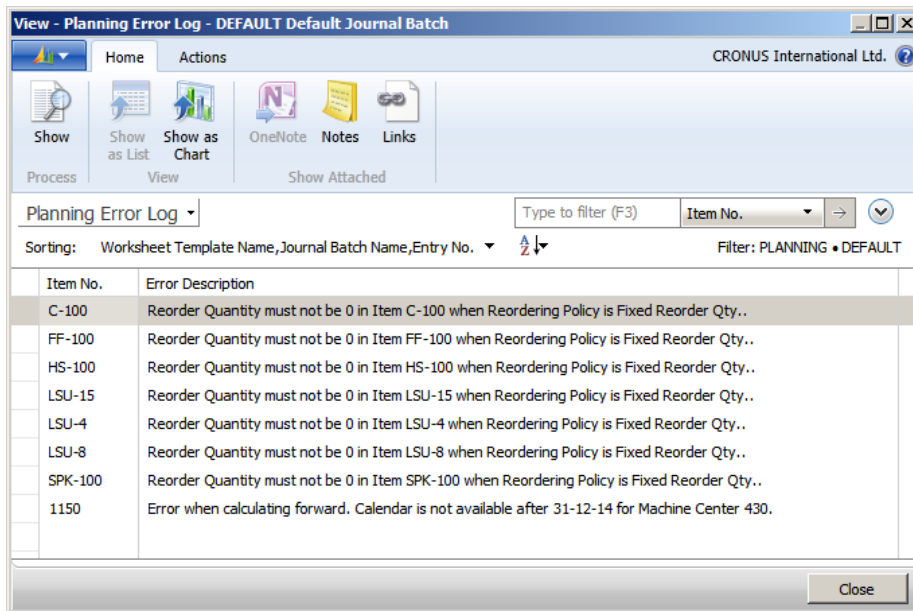 View - Planning Error Log - DEFAULT Default Journal Batch
Home Actions CRONUS International Ltd.
Show Show as List Show as Chart OneNote Notes Links
Process View Show Attached
Planning Error Log Type to filter (F3) Item No.
Sorting: Worksheet Template Name,Journal Batch Name,Entry No. Filter: PLANNING • DEFAULT
Item No. Error Description
C-100 Reorder Quantity must not be 0 in Item C-100 when Reordering Policy is Fixed Reorder Qty..
FF-100 Reorder Quantity must not be 0 in Item FF-100 when Reordering Policy is Fixed Reorder Qty..
HS-100 Reorder Quantity must not be 0 in Item HS-100 when Reordering Policy is Fixed Reorder Qty..
LSU-15 Reorder Quantity must not be 0 in Item LSU-15 when Reordering Policy is Fixed Reorder Qty..
LSU-4 Reorder Quantity must not be 0 in Item LSU-4 when Reordering Policy is Fixed Reorder Qty..
LSU-8 Reorder Quantity must not be 0 in Item LSU-8 when Reordering Policy is Fixed Reorder Qty..
SPK-100 Reorder Quantity must not be 0 in Item SPK-100 when Reordering Policy is Fixed Reorder Qty..
1150 Error when calculating forward. Calendar is not available after 31-12-14 for Machine Center 430.
Close